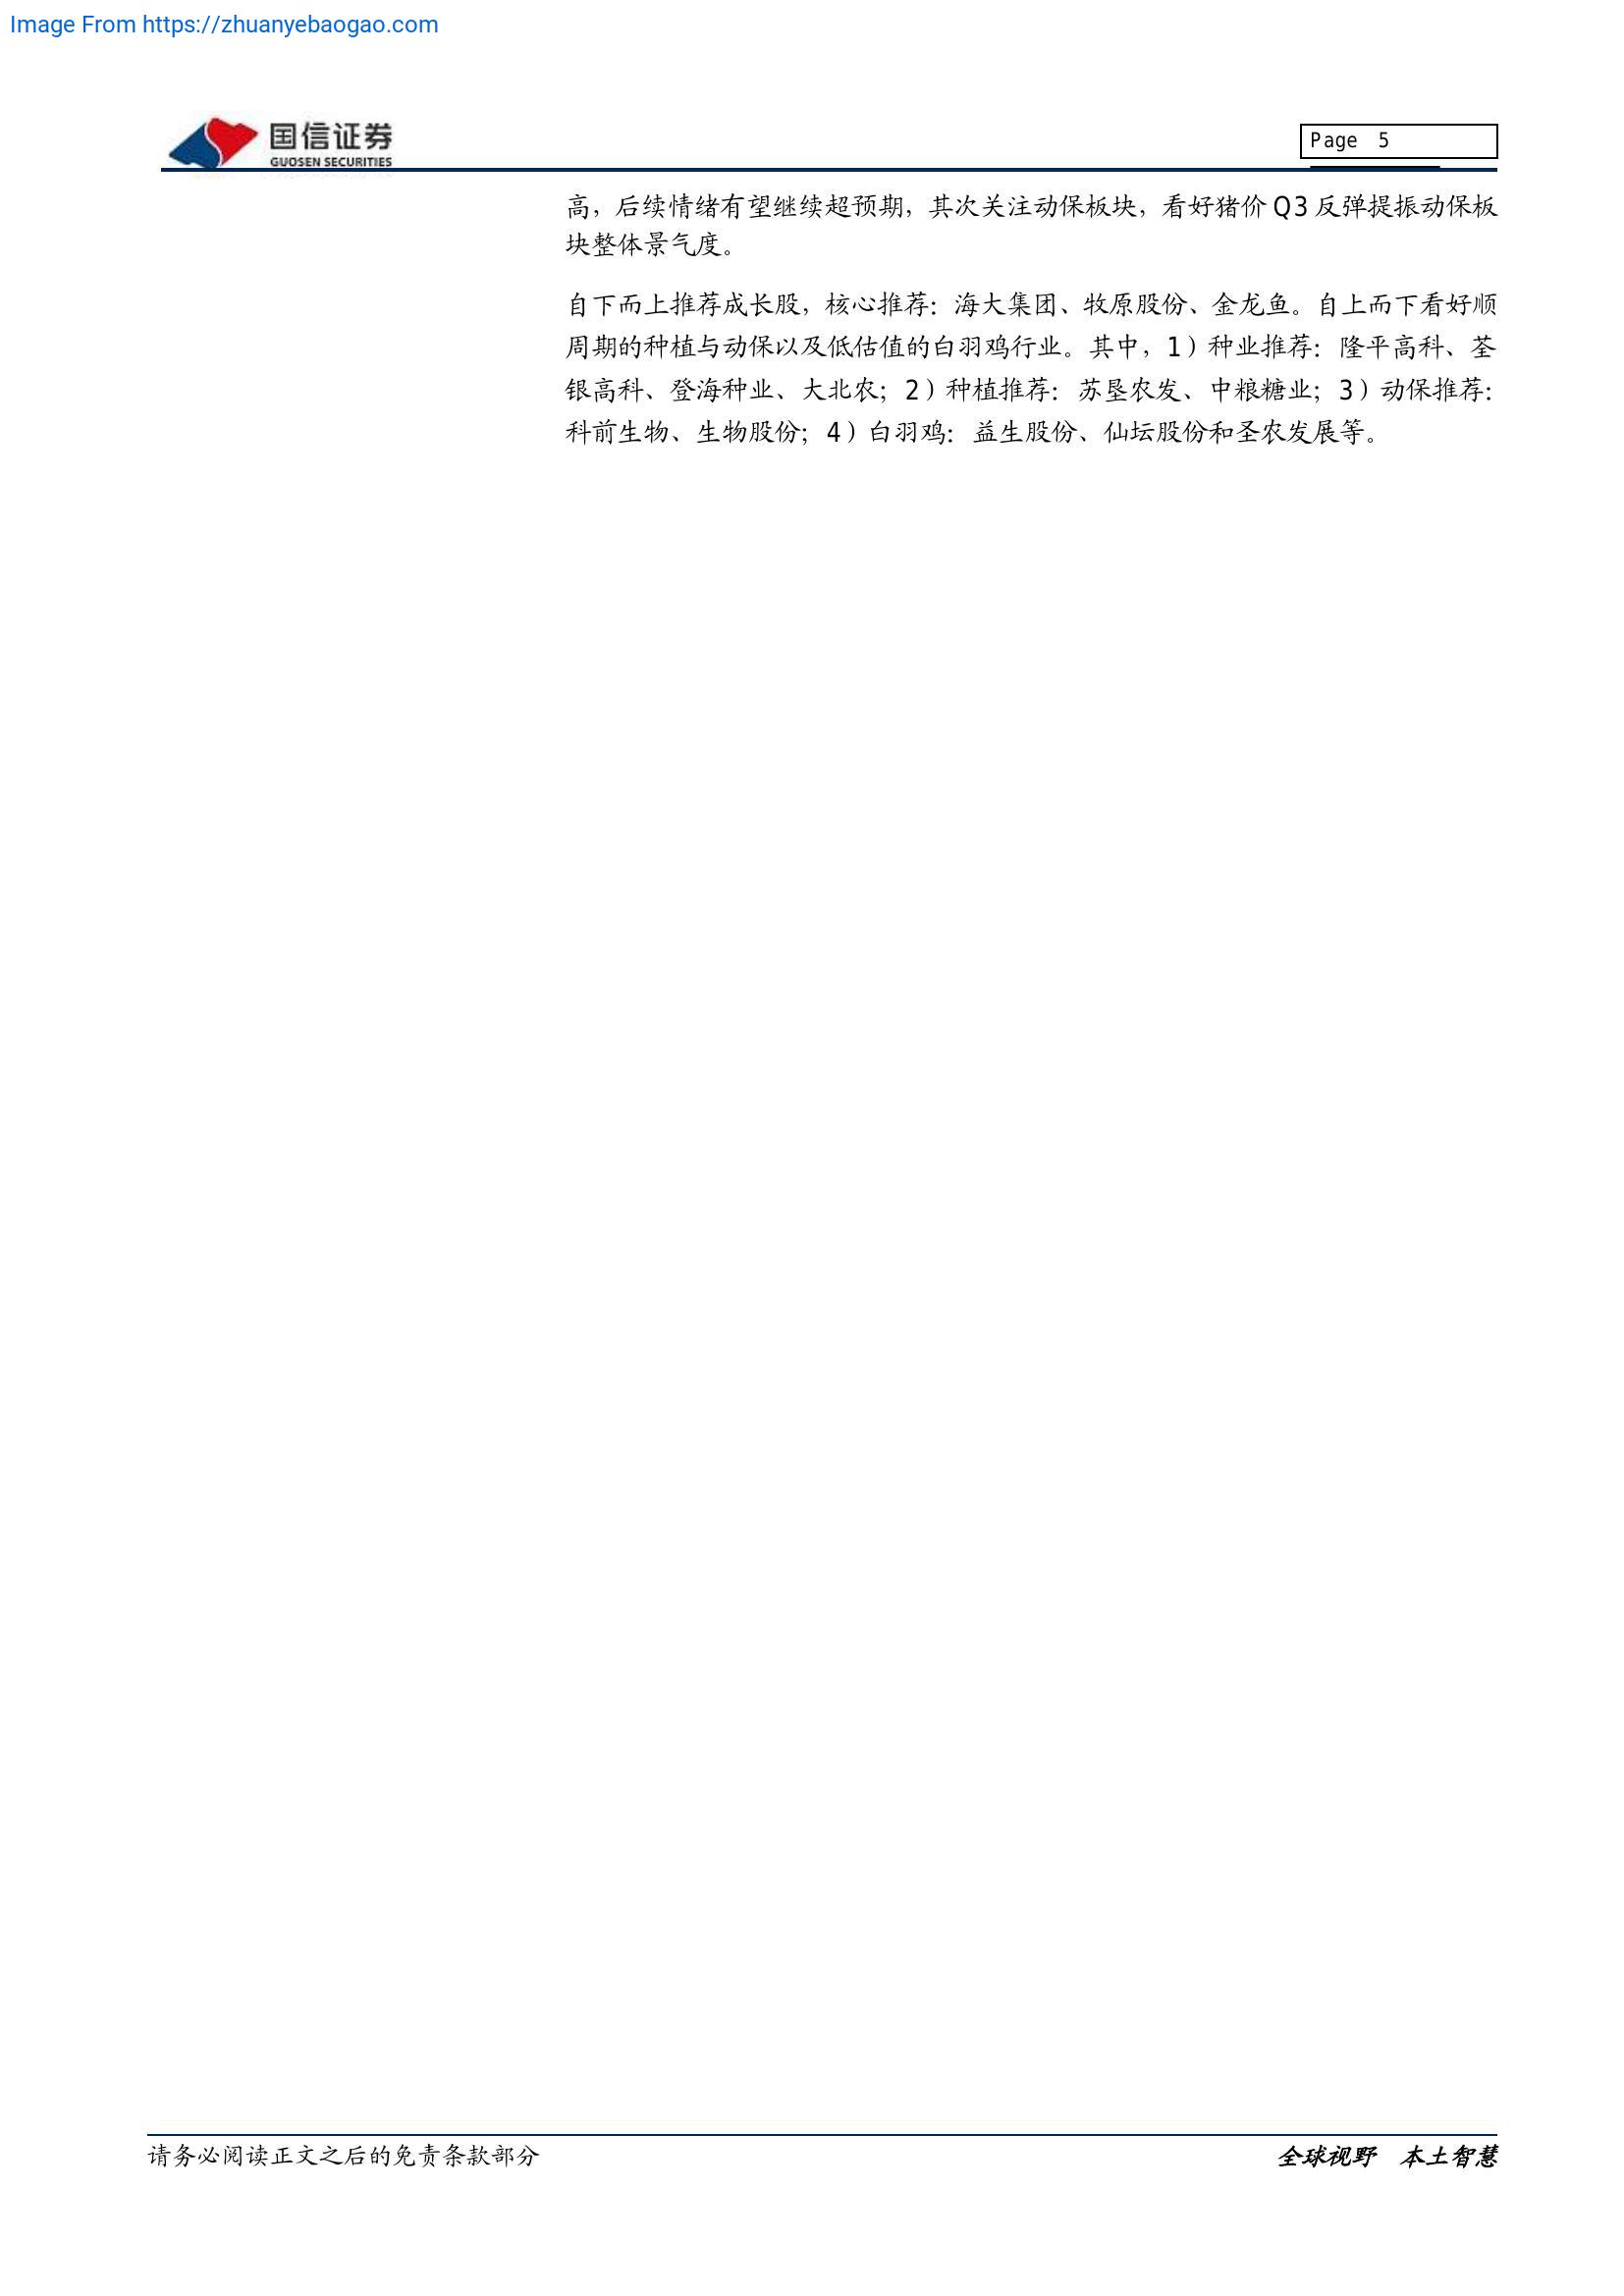 Image From https://zhuanyebaogao.com
国信证券
GUOSEN SECURITIES
Page 5
高，后续情绪有望继续超预期，其次关注动保板块，看好猪价 Q3 反弹提振动保板
块整体景气度。
自下而上推荐成长股，核心推荐：海大集团、牧原股份、金龙鱼。自上而下看好顺
周期的种植与动保以及低估值的白羽鸡行业。其中，1）种业推荐：隆平高科、荃
银高科、登海种业、大北农；2）种植推荐：苏垦农发、中粮糖业；3）动保推荐：
科前生物、生物股份；4）白羽鸡：益生股份、仙坛股份和圣农发展等。
请务必阅读正文之后的免责条款部分
全球视野 本土智慧